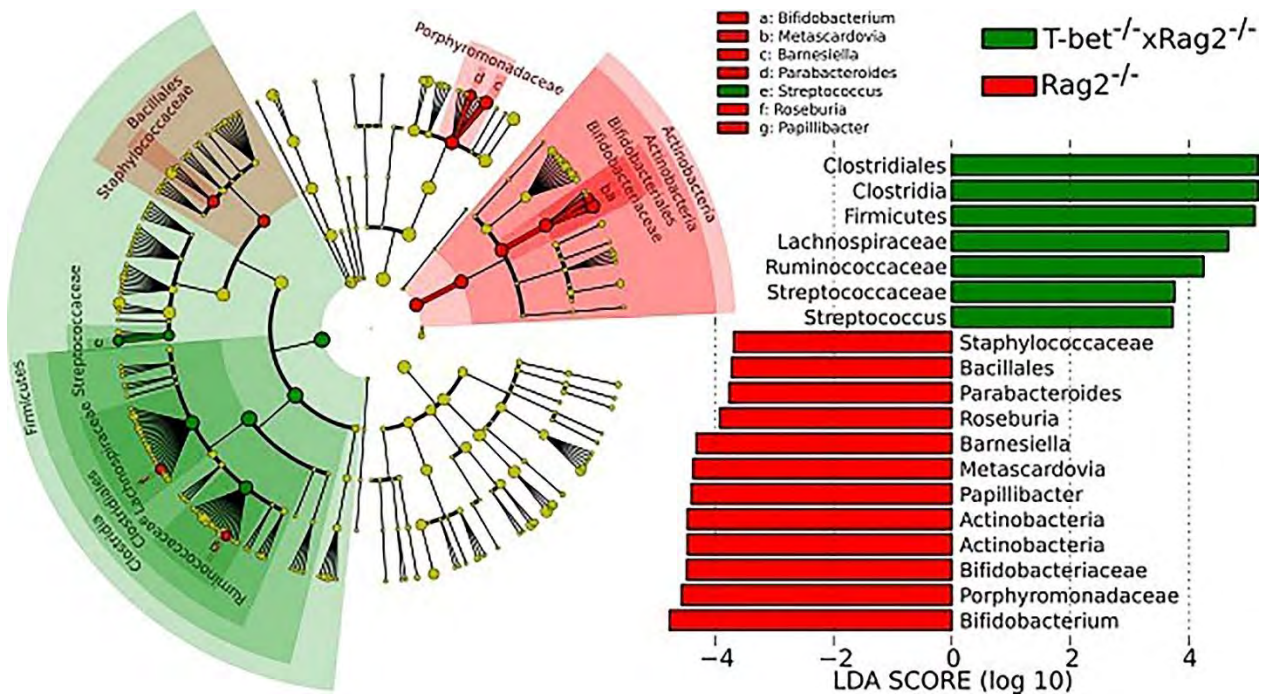 a: Bifidobacterium
b: Metascardovia
c: Barnesiella
d: Parabacteroides
e: Streptococcus
f: Roseburia
g: Papillibacter
T-bet-/-xRag2-/-
Rag2-/-
Porphyromonadaceae
d
c
Actinobacteria
Actinobacteria
Bifidobacteriales
Bifidobacteriaceae
b
a
Bacillales
Staphylococcaceae
Streptococcaceae
e
Firmicutes
Clostridia
Clostridiales
Lachnospiraceae
Ruminococcaceae
f
g
Clostridiales
Clostridia
Firmicutes
Lachnospiraceae
Ruminococcaceae
Streptococcaceae
Streptococcus
Staphylococcaceae
Bacillales
Parabacteroides
Roseburia
Barnesiella
Metascardovia
Papillibacter
Actinobacteria
Actinobacteria
Bifidobacteriaceae
Porphyromonadaceae
Bifidobacterium
−4 −2 0 2 4
LDA SCORE (log 10)